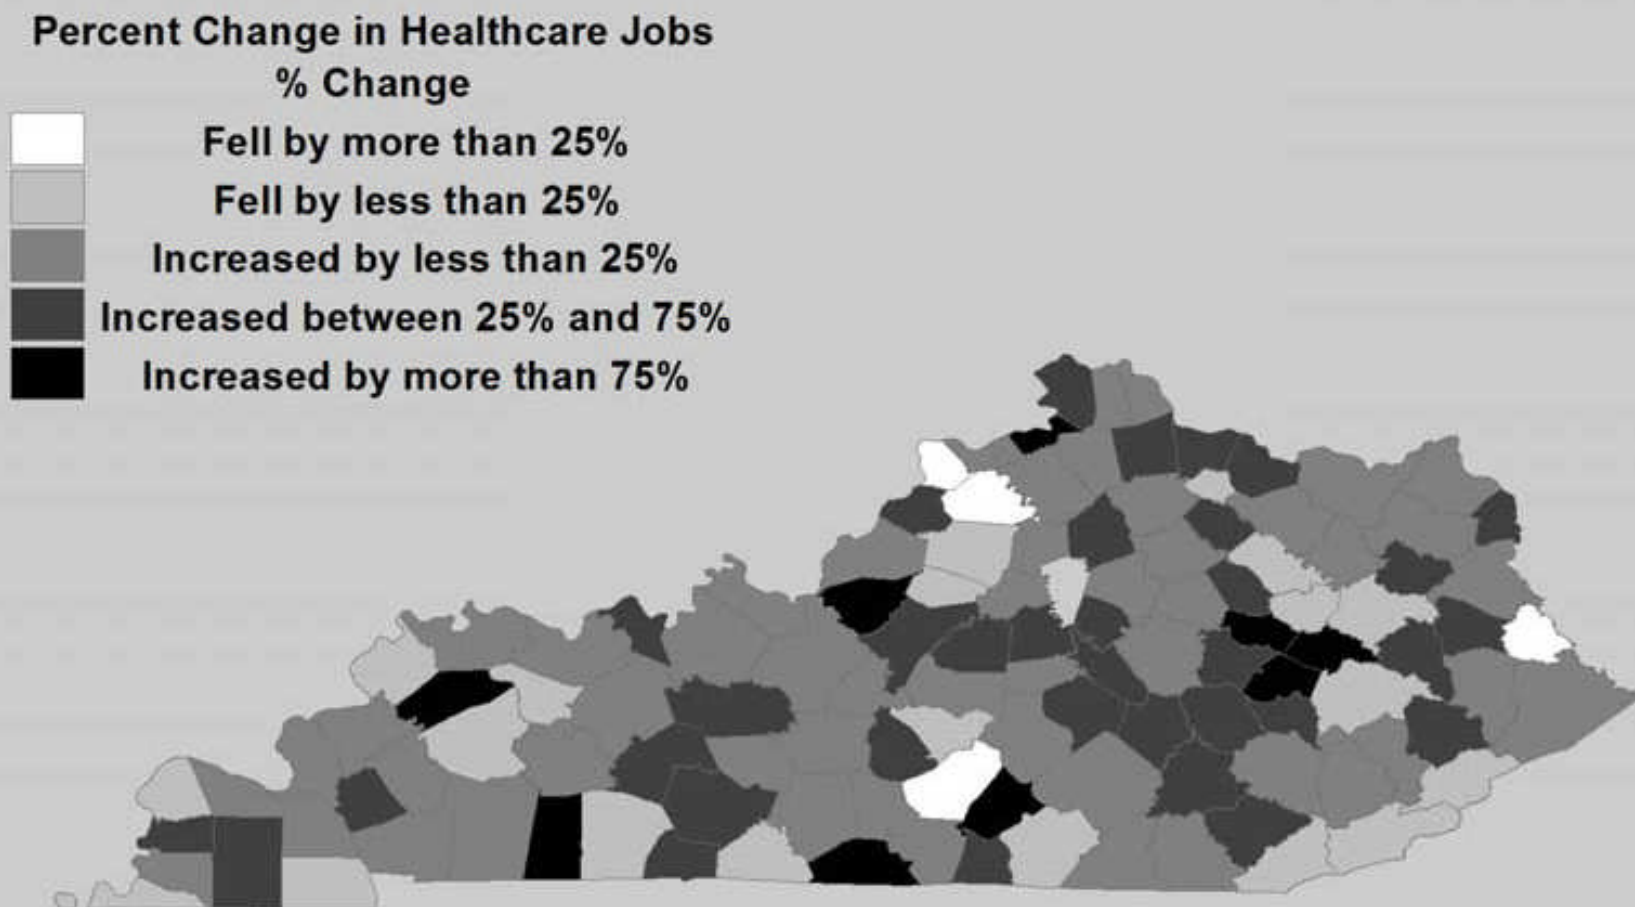 Percent Change in Healthcare Jobs
% Change
Fell by more than 25%
Fell by less than 25%
Increased by less than 25%
Increased between 25% and 75%
Increased by more than 75%